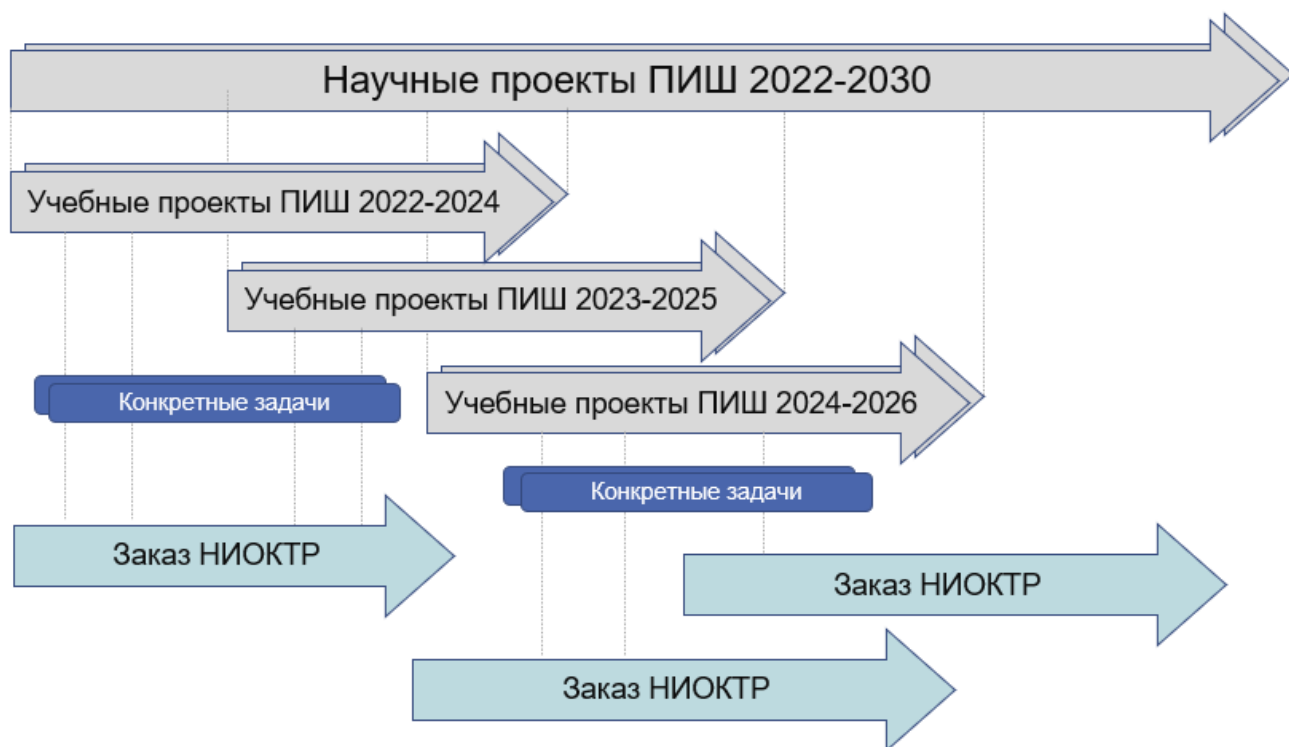 Научные проекты ПИШ 2022-2030
Учебные проекты ПИШ 2022-2024
Учебные проекты ПИШ 2023-2025
Конкретные задачи
Учебные проекты ПИШ 2024-2026
Конкретные задачи
Заказ НИОКТР
Заказ НИОКТР
Заказ НИОКТР